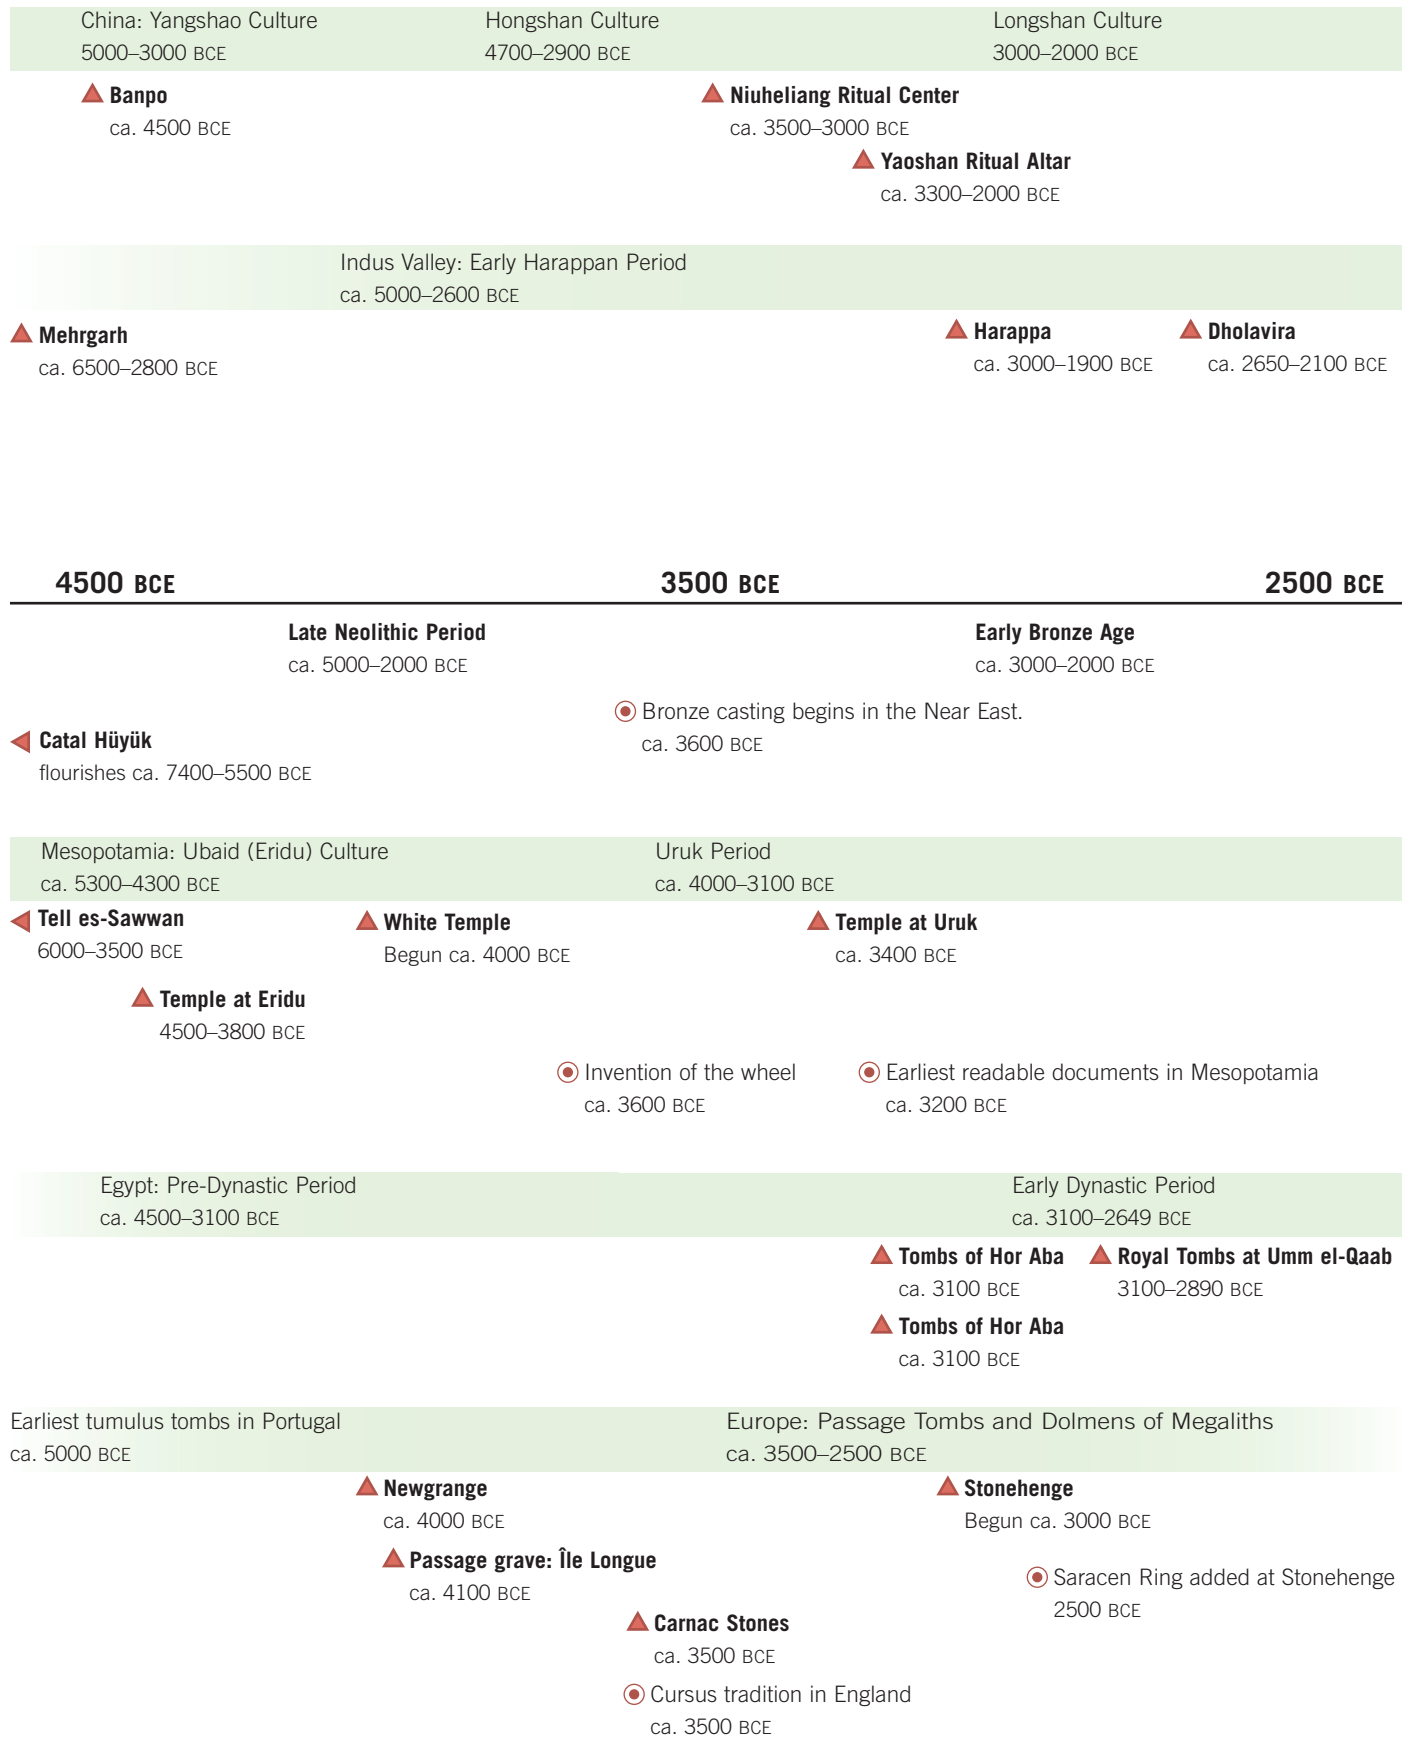 China: Yangshao Culture
5000–3000 BCE
Hongshan Culture
4700–2900 BCE
Longshan Culture
3000–2000 BCE
Banpo
ca. 4500 BCE
Niuheliang Ritual Center
ca. 3500–3000 BCE
Yaoshan Ritual Altar
ca. 3300–2000 BCE
Indus Valley: Early Harappan Period
ca. 5000–2600 BCE
Mehrgarh
ca. 6500–2800 BCE
Harappa
ca. 3000–1900 BCE
Dholavira
ca. 2650–2100 BCE
4500 BCE
3500 BCE
2500 BCE
Late Neolithic Period
ca. 5000–2000 BCE
Early Bronze Age
ca. 3000–2000 BCE
Bronze casting begins in the Near East.
ca. 3600 BCE
Catal Hüyük
flourishes ca. 7400–5500 BCE
Mesopotamia: Ubaid (Eridu) Culture
ca. 5300–4300 BCE
Uruk Period
ca. 4000–3100 BCE
Tell es-Sawwan
6000–3500 BCE
White Temple
Begun ca. 4000 BCE
Temple at Uruk
ca. 3400 BCE
Temple at Eridu
4500–3800 BCE
Invention of the wheel
ca. 3600 BCE
Earliest readable documents in Mesopotamia
ca. 3200 BCE
Egypt: Pre-Dynastic Period
ca. 4500–3100 BCE
Early Dynastic Period
ca. 3100–2649 BCE
Tombs of Hor Aba
ca. 3100 BCE
Royal Tombs at Umm el-Qaab
3100–2890 BCE
Tombs of Hor Aba
ca. 3100 BCE
Earliest tumulus tombs in Portugal
ca. 5000 BCE
Europe: Passage Tombs and Dolmens of Megaliths
ca. 3500–2500 BCE
Newgrange
ca. 4000 BCE
Stonehenge
Begun ca. 3000 BCE
Passage grave: Île Longue
ca. 4100 BCE
Saracen Ring added at Stonehenge
2500 BCE
Carnac Stones
ca. 3500 BCE
Cursus tradition in England
ca. 3500 BCE